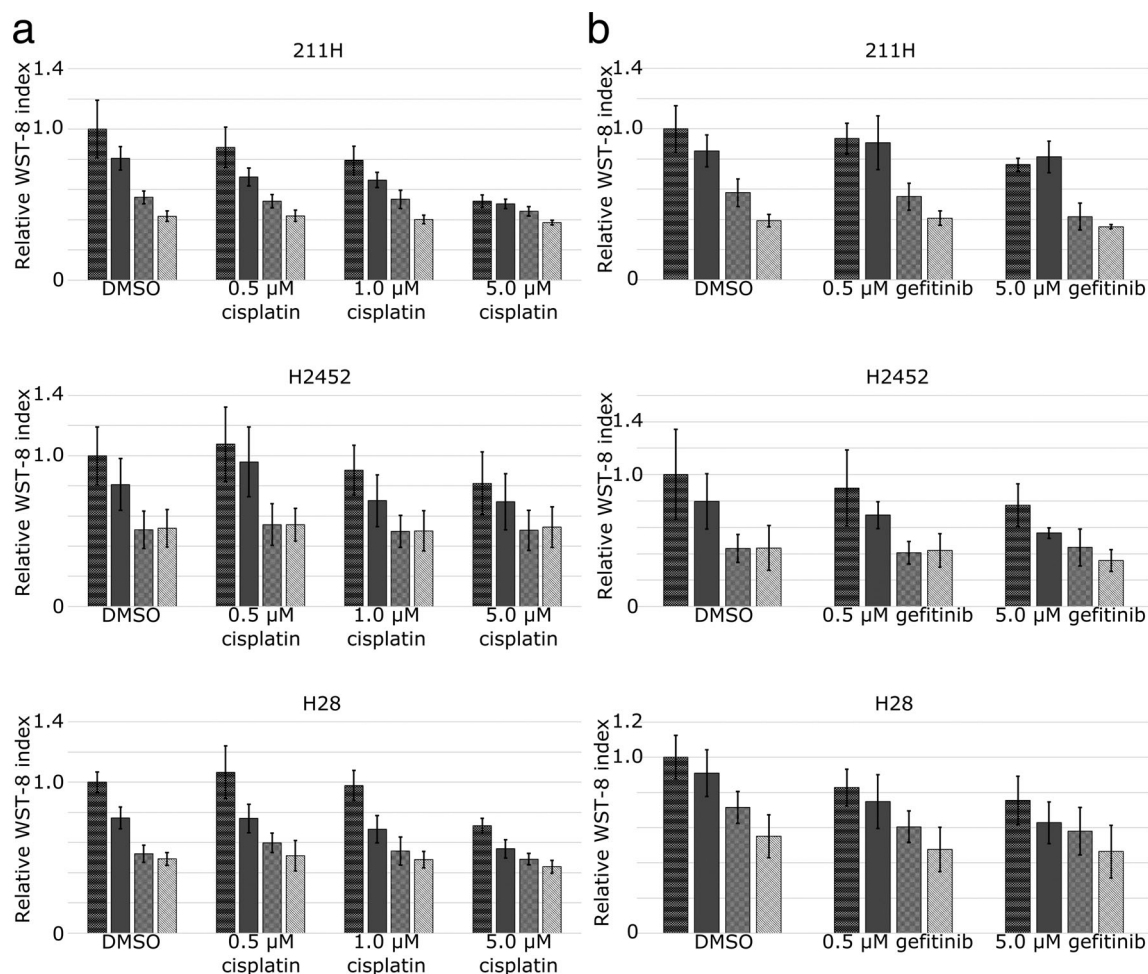 a
211H
Relative WST-8 index
1.4
1.0
0
DMSO
0.5 µM
cisplatin
1.0 µM
cisplatin
5.0 µM
cisplatin
H2452
Relative WST-8 index
1.4
1.0
0
DMSO
0.5 µM
cisplatin
1.0 µM
cisplatin
5.0 µM
cisplatin
H28
Relative WST-8 index
1.4
1.0
0
DMSO
0.5 µM
cisplatin
1.0 µM
cisplatin
5.0 µM
cisplatin
b
211H
Relative WST-8 index
1.4
1.0
0
DMSO
0.5 µM gefitinib
5.0 µM gefitinib
H2452
Relative WST-8 index
1.4
1.0
0
DMSO
0.5 µM gefitinib
5.0 µM gefitinib
H28
Relative WST-8 index
1.2
1.0
0
DMSO
0.5 µM gefitinib
5.0 µM gefitinib